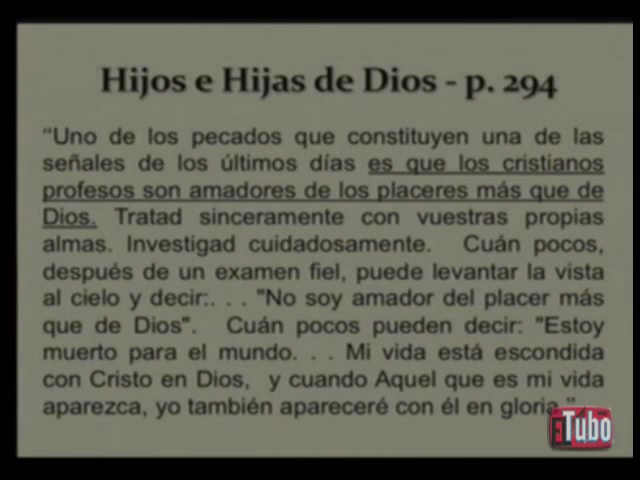 Hijos e Hijas de Dios - p. 294
“Uno de los pecados que constituyen una de las
señales de los últimos días es que los cristianos
profesos son amadores de los placeres más que de
Dios. Tratad sinceramente con vuestras propias
almas. Investigad cuidadosamente. Cuán pocos,
después de un examen fiel, puede levantar la vista
al cielo y decir:. . . "No soy amador del placer más
que de Dios". Cuán pocos pueden decir: "Estoy
muerto para el mundo. . . Mi vida está escondida
con Cristo en Dios, y cuando Aquel que es mi vida
aparezca, yo también apareceré con él en gloria."
Tubo